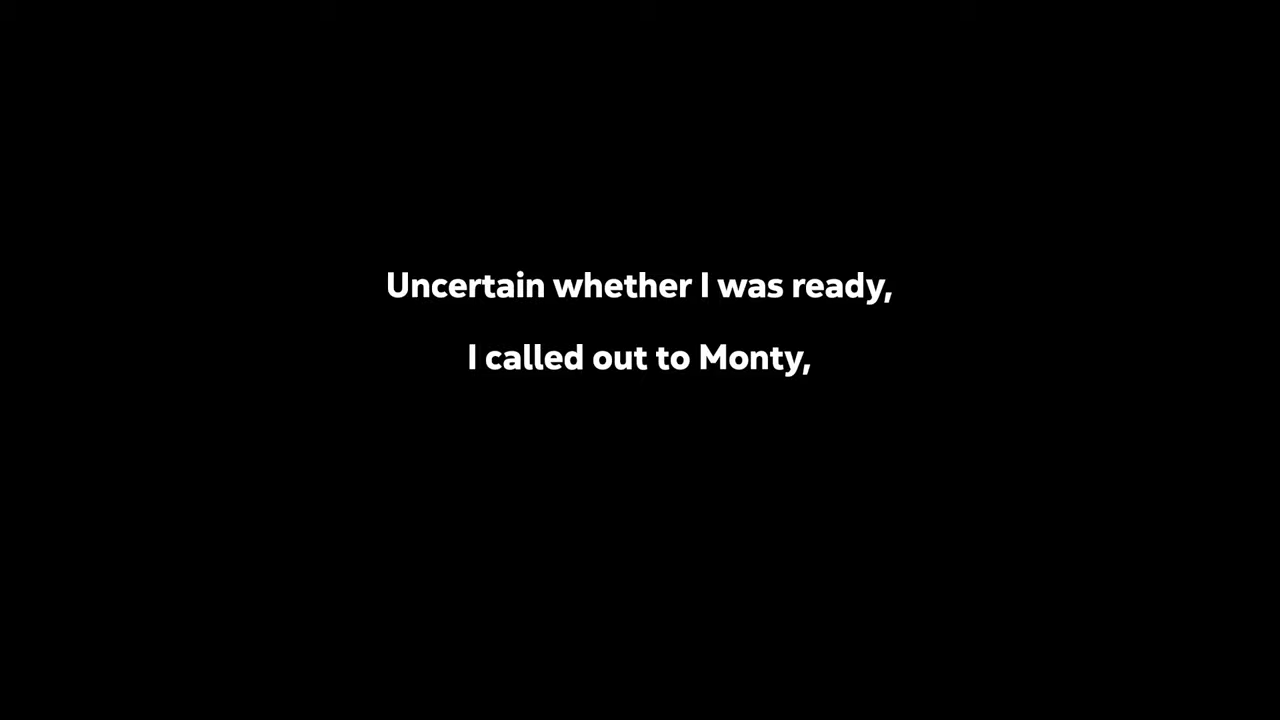 Uncertain whether I was ready,
I called out to Monty,